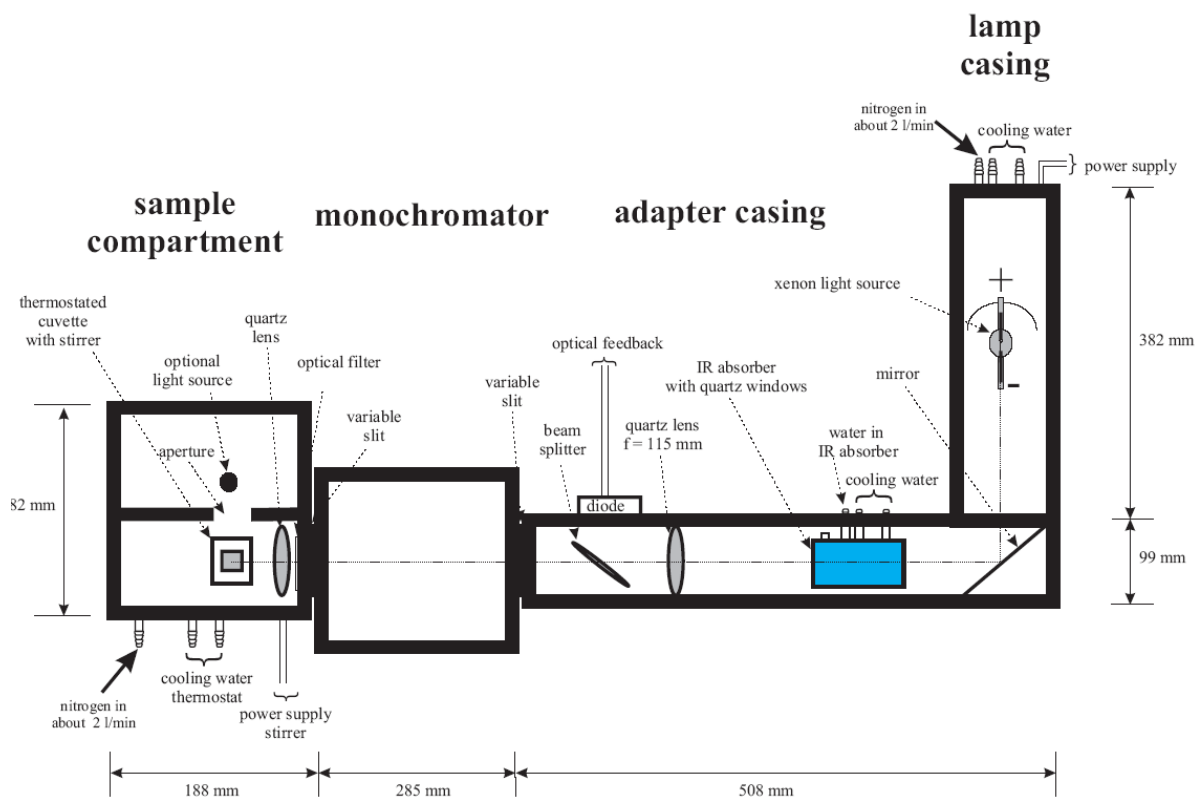 lamp
casing
nitrogen in
about 2 l/min
cooling water
power supply
sample
compartment
monochromator
adapter casing
xenon light source
+
-
382 mm
thermostated
cuvette
with stirrer
quartz
lens
optional
light source
optical filter
variable
slit
aperture
optical feedback
variable
slit
beam
splitter
quartz lens
f = 115 mm
IR absorber
with quartz windows
mirror
water in
IR absorber
cooling water
diode
82 mm
99 mm
nitrogen in
about 2 l/min
cooling water
thermostat
power supply
stirrer
188 mm
285 mm
508 mm